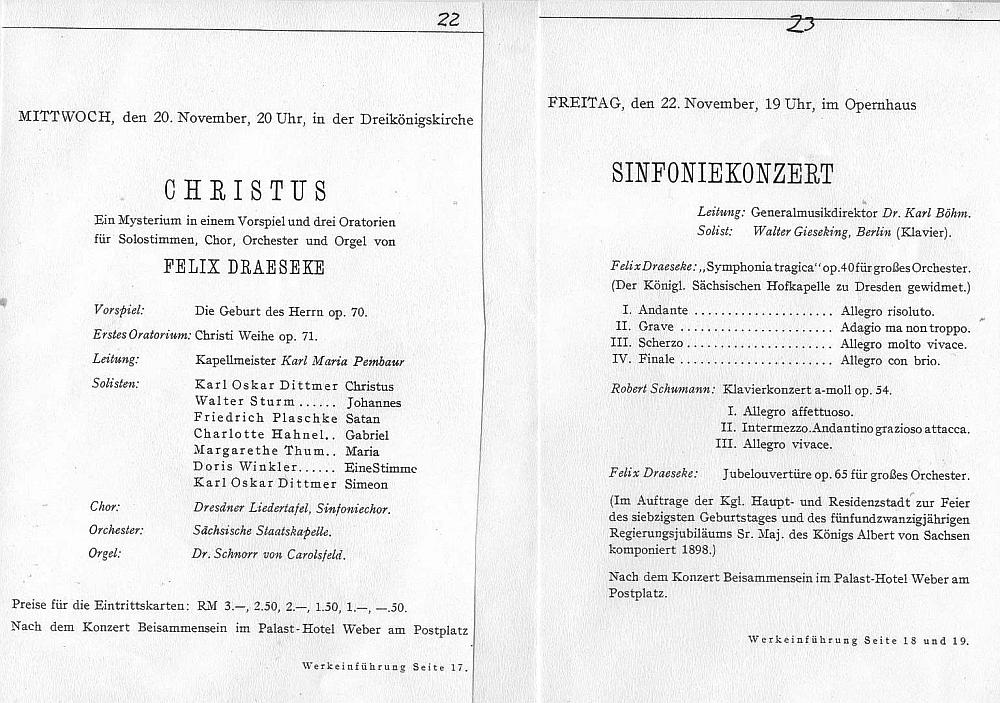 22
MITTWOCH, den 20. November, 20 Uhr, in der Dreikönigskirche
CHRISTUS
Ein Mysterium in einem Vorspiel und drei Oratorien
für Solostimmen, Chor, Orchester und Orgel von
FELIX DRAESEKE
Vorspiel: Die Geburt des Herrn op. 70.
Erstes Oratorium: Christi Weihe op. 71.
Leitung: Kapellmeister Karl Maria Pembaur
Solisten: Karl Oskar Dittmer Christus
Walter Sturm ...... Johannes
Friedrich Plaschke Satan
Charlotte Hahnel.. Gabriel
Margarethe Thum.. Maria
Doris Winkler...... Eine Stimme
Karl Oskar Dittmer Simeon
Chor: Dresdner Liedertafel, Sinfoniechor.
Orchester: Sächsische Staatskapelle.
Orgel: Dr. Schnorr von Carolsfeld.
Preise für die Eintrittskarten: RM 3.—, 2.50, 2.—, 1.50, 1.—, —.50.
Nach dem Konzert Beisammensein im Palast-Hotel Weber am Postplatz
Werkeinführung Seite 17.
23
FREITAG, den 22. November, 19 Uhr, im Opernhaus
SINFONIEKONZERT
Leitung: Generalmusikdirektor Dr. Karl Böhm.
Solist: Walter Gieseking, Berlin (Klavier).
Felix Draeseke: „Symphonia tragica“ op. 40 für großes Orchester.
(Der Königl. Sächsischen Hofkapelle zu Dresden gewidmet.)
I. Andante ..................... Allegro risoluto.
II. Grave ....................... Adagio ma non troppo.
III. Scherzo ...................... Allegro molto vivace.
IV. Finale ....................... Allegro con brio.
Robert Schumann: Klavierkonzert a-moll op. 54.
I. Allegro affettuoso.
II. Intermezzo. Andantino grazioso attacca.
III. Allegro vivace.
Felix Draeseke: Jubelouvertüre op. 65 für großes Orchester.
(Im Auftrage der Kgl. Haupt- und Residenzstadt zur Feier
des siebzigsten Geburtstages und des fünfundzwanzigjährigen
Regierungsjubiläums Sr. Maj. des Königs Albert von Sachsen
komponiert 1898.)
Nach dem Konzert Beisammensein im Palast-Hotel Weber am
Postplatz.
Werkeinführung Seite 18 und 19.